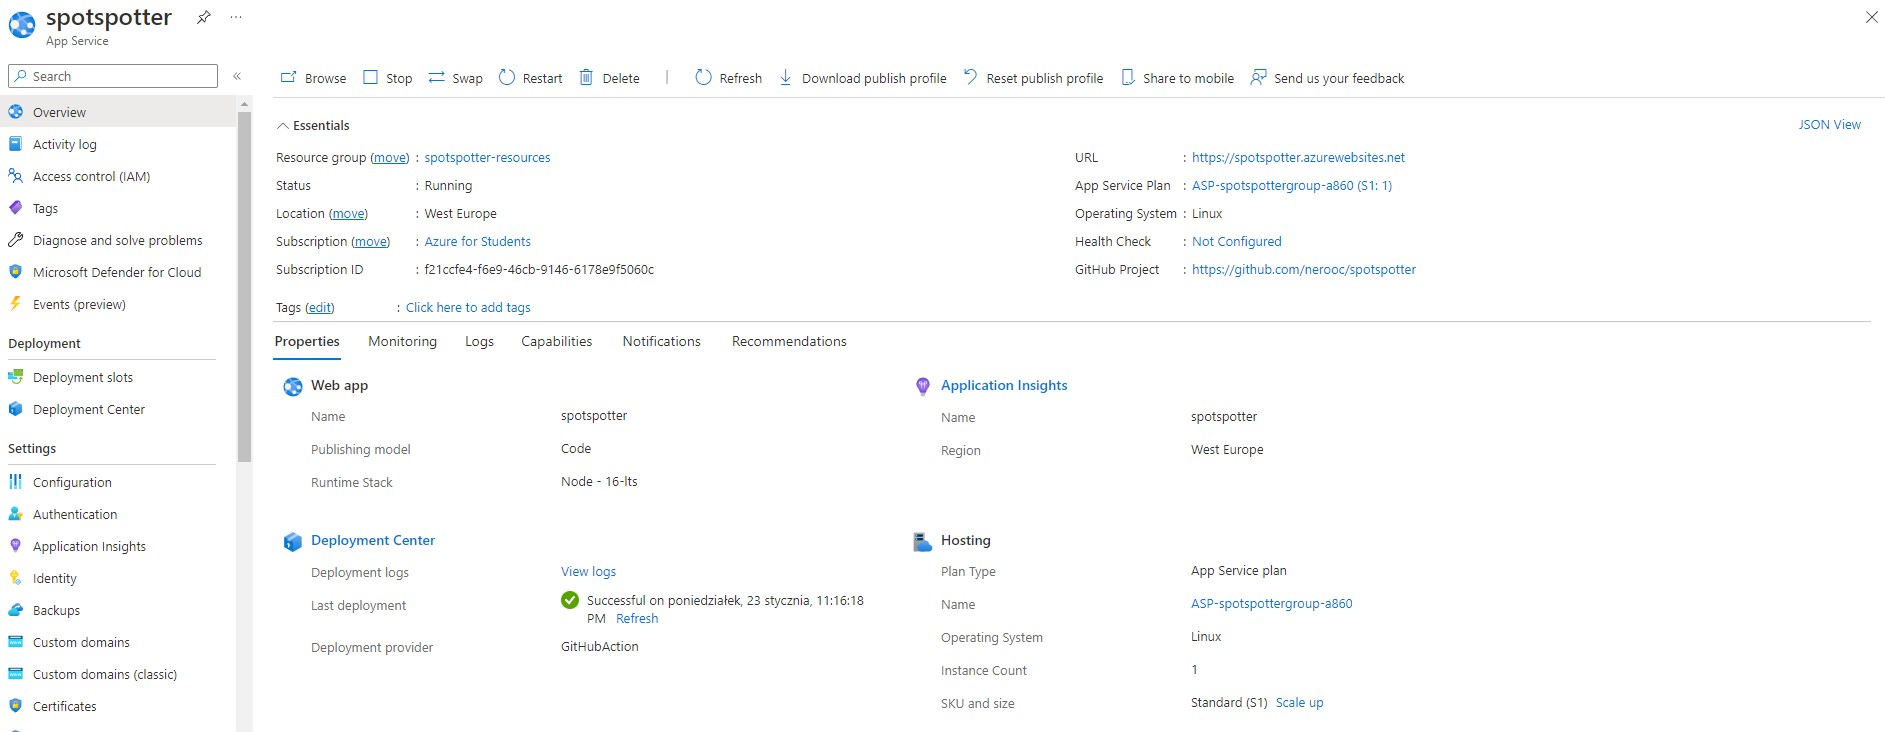 spotspotter
App Service
Search
«
Overview
Activity log
Access control (IAM)
Tags
Diagnose and solve problems
Microsoft Defender for Cloud
Events (preview)
Deployment
Deployment slots
Deployment Center
Settings
Configuration
Authentication
Application Insights
Identity
Backups
Custom domains
Custom domains (classic)
Certificates
Browse Stop Swap Restart Delete Refresh Download publish profile Reset publish profile Share to mobile Send us your feedback
Essentials
JSON View
Resource group (move) : spotspotter-resources
Status : Running
Location (move) : West Europe
Subscription (move) : Azure for Students
Subscription ID : f21ccfe4-f6e9-46cb-9146-6178e9f5060c
Tags (edit) : Click here to add tags
URL : https://spotspotter.azurewebsites.net
App Service Plan : ASP-spotspottergroup-a860 (S1: 1)
Operating System : Linux
Health Check : Not Configured
GitHub Project : https://github.com/nerooc/spotspotter
Properties Monitoring Logs Capabilities Notifications Recommendations
Web app
Name spotspotter
Publishing model Code
Runtime Stack Node - 16-lts
Deployment Center
Deployment logs View logs
Last deployment Successful on poniedziałek, 23 stycznia, 11:16:18
PM Refresh
Deployment provider GitHubAction
Application Insights
Name spotspotter
Region West Europe
Hosting
Plan Type App Service plan
Name ASP-spotspottergroup-a860
Operating System Linux
Instance Count 1
SKU and size Standard (S1) Scale up